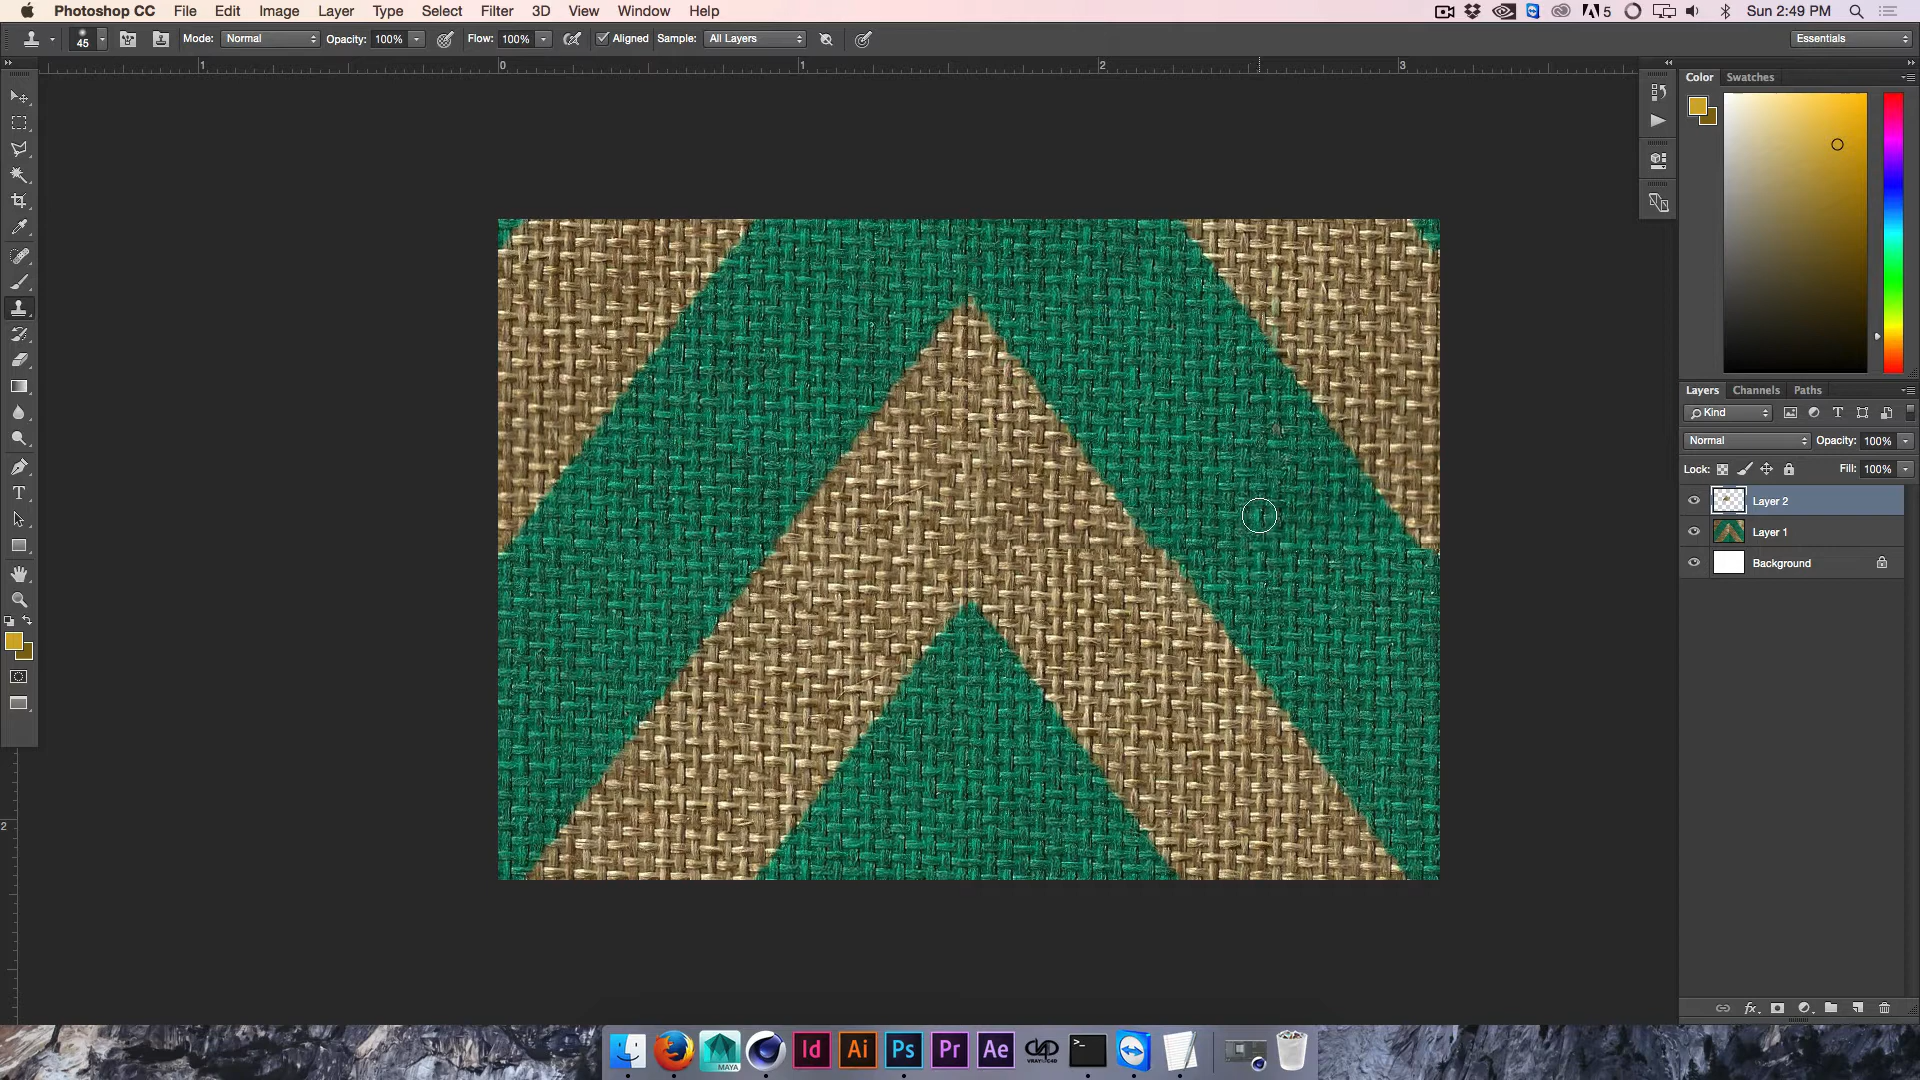 Photoshop CC File Edit Image Layer Type Select Filter 3D View Window Help 5 Sun 2:49 PM
45 Mode: Normal Opacity: 100% Flow: 100% Aligned Sample: All Layers Essentials
1 0 1 2 3
Color Swatches
Layers Channels Paths
Kind
Normal Opacity: 100%
Lock: Fill: 100%
Layer 2
Layer 1
Background
2
Id Ai Ps Pr Ae
MAYA